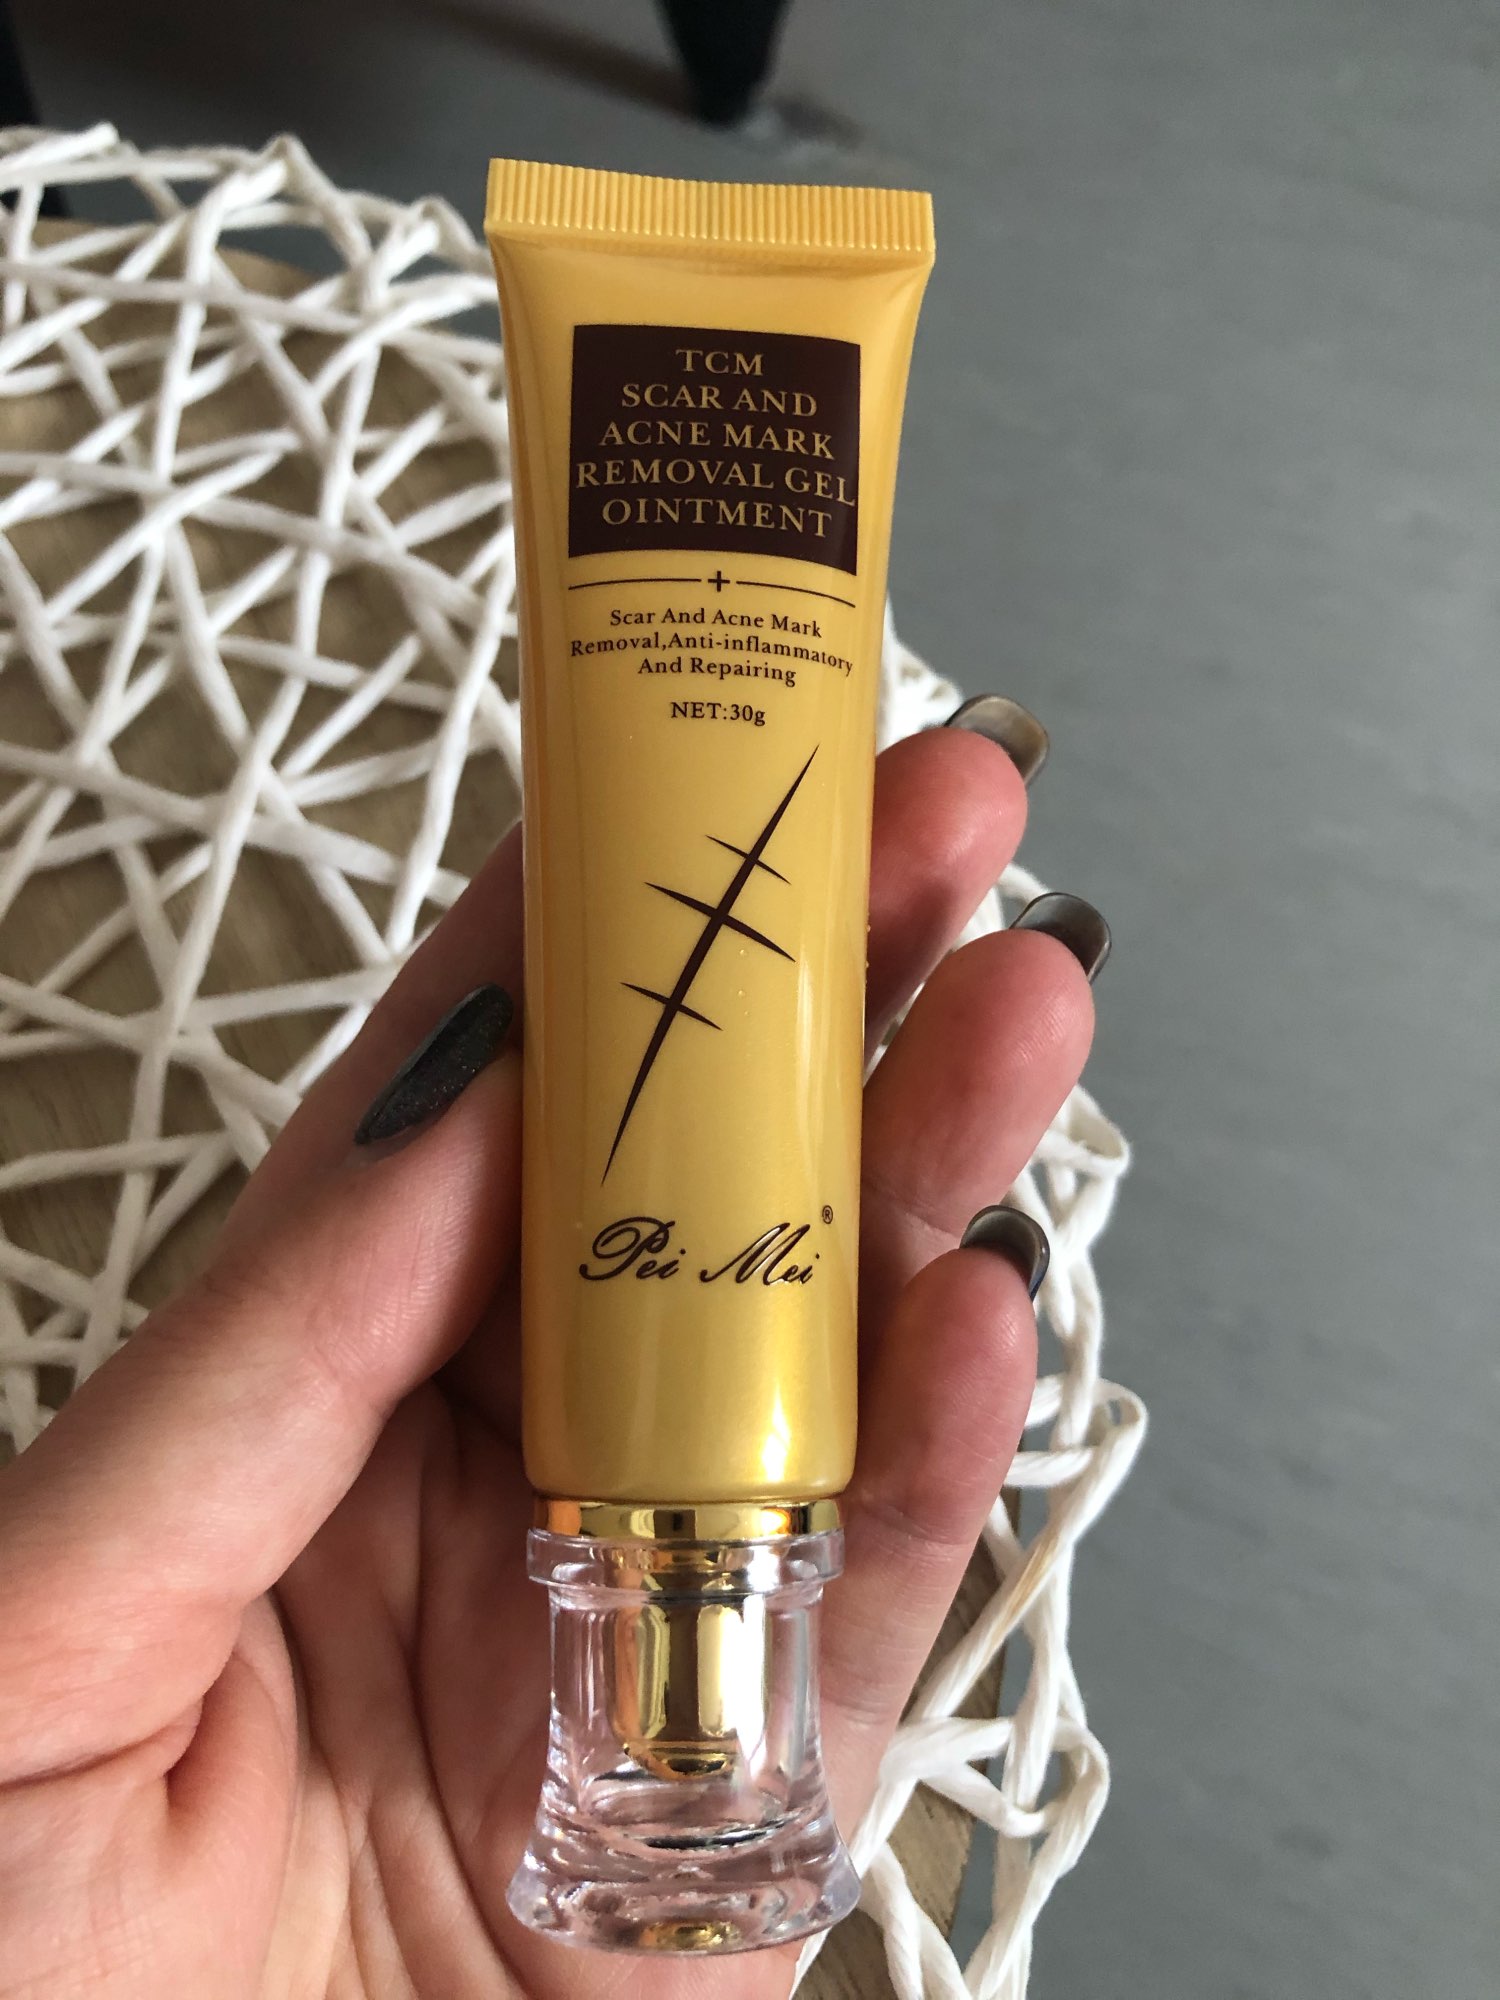 TCM
SCAR AND
ACNE MARK
REMOVAL GEL
OINTMENT
Scar And Acne Mark
Removal,Anti-inflammatory
And Repairing
NET:30g
Pei Mei®